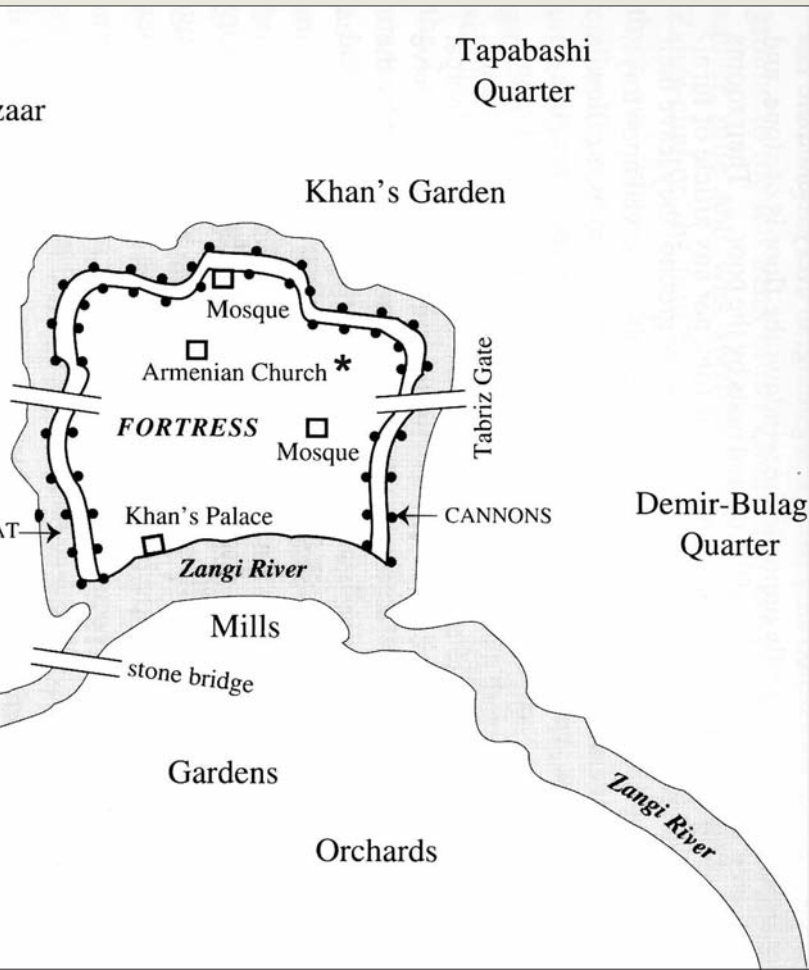 Tapabashi
Quarter
zaar
Khan's Garden
Mosque
Armenian Church *
Tabriz Gate
FORTRESS
Mosque
Khan's Palace
CANNONS
Demir-Bulag
Quarter
AT
Zangi River
Mills
stone bridge
Gardens
Zangi River
Orchards